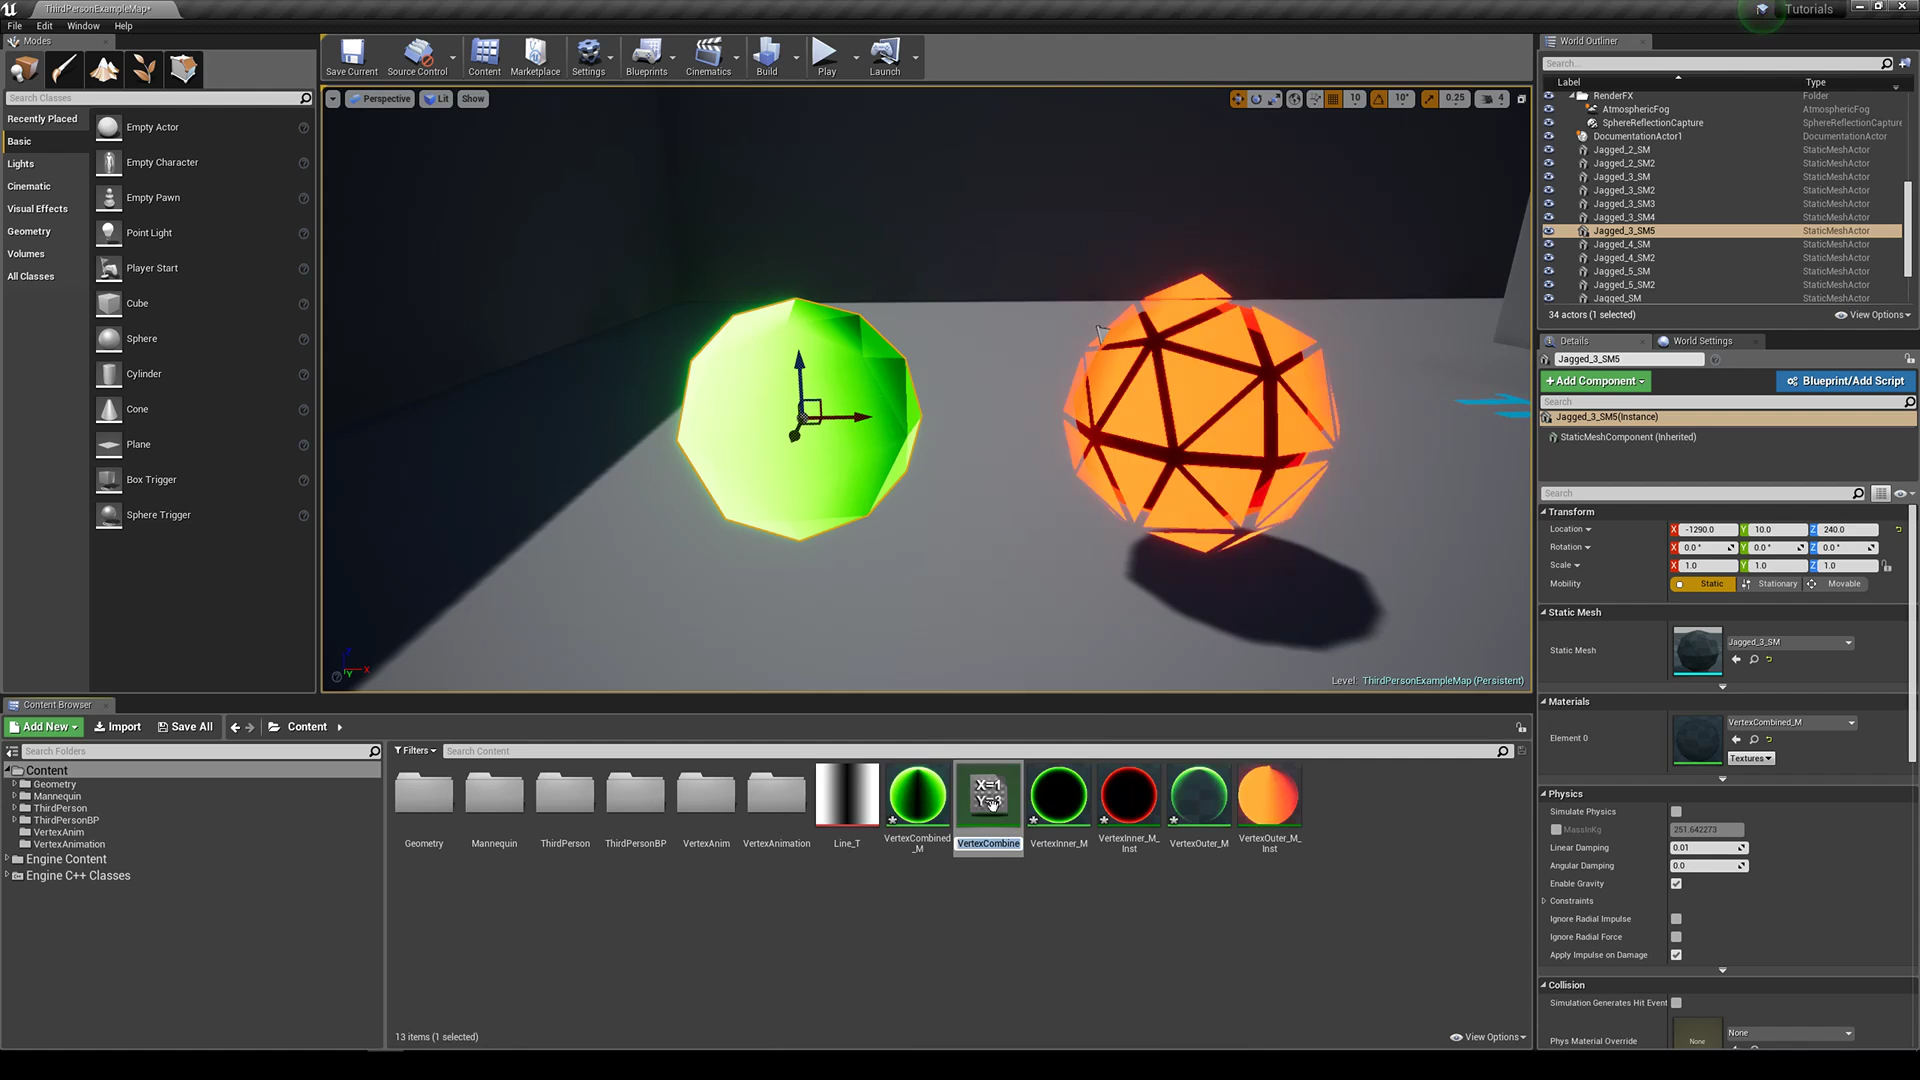 ThirdPersonExampleMap*
Tutorials
File Edit Window Help
Modes
Search Classes
Recently Placed
Basic
Lights
Cinematic
Visual Effects
Geometry
Volumes
All Classes
Empty Actor
Empty Character
Empty Pawn
Point Light
Player Start
Cube
Sphere
Cylinder
Cone
Plane
Box Trigger
Sphere Trigger
Save Current Source Control Content Marketplace Settings Blueprints Cinematics Build Play Launch
Perspective Lit Show
10 10° 0.25 4
X
Y
Level: ThirdPersonExampleMap (Persistent)
World Outliner
Search...
Label Type
RenderFX Folder
AtmosphericFog AtmosphericFog
SphereReflectionCapture SphereReflectionCapture
DocumentationActor1 DocumentationActor
Jagged_2_SM StaticMeshActor
Jagged_2_SM2 StaticMeshActor
Jagged_3_SM StaticMeshActor
Jagged_3_SM2 StaticMeshActor
Jagged_3_SM3 StaticMeshActor
Jagged_3_SM4 StaticMeshActor
Jagged_3_SM5 StaticMeshActor
Jagged_4_SM StaticMeshActor
Jagged_4_SM2 StaticMeshActor
Jagged_5_SM StaticMeshActor
Jagged_5_SM2 StaticMeshActor
Jagged_SM StaticMeshActor
34 actors (1 selected) View Options
Details World Settings
Jagged_3_SM5
+Add Component Blueprint/Add Script
Search
Jagged_3_SM5(Instance)
StaticMeshComponent (Inherited)
Search
Transform
Location X -1290.0 Y 10.0 Z 240.0
Rotation X 0.0 ° Y 0.0 ° Z 0.0 °
Scale X 1.0 Y 1.0 Z 1.0
Mobility Static Stationary Movable
Static Mesh
Static Mesh Jagged_3_SM
Materials
Element 0 VertexCombined_M
Textures
Physics
Simulate Physics
MassInKg 251.642273
Linear Damping 0.01
Angular Damping 0.0
Enable Gravity
Constraints
Ignore Radial Impulse
Ignore Radial Force
Apply Impulse on Damage
Collision
Simulation Generates Hit Event
Phys Material Override None None
Content Browser
Add New Import Save All Content
Search Folders
Content
Geometry
Mannequin
ThirdPerson
ThirdPersonBP
VertexAnim
VertexAnimation
Engine Content
Engine C++ Classes
Filters Search Content
X=1
Y=3
Geometry Mannequin ThirdPerson ThirdPersonBP VertexAnim VertexAnimation Line_T VertexCombined_M VertexCombine VertexInner_M VertexInner_M_Inst VertexOuter_M VertexOuter_M_Inst
13 items (1 selected) View Options